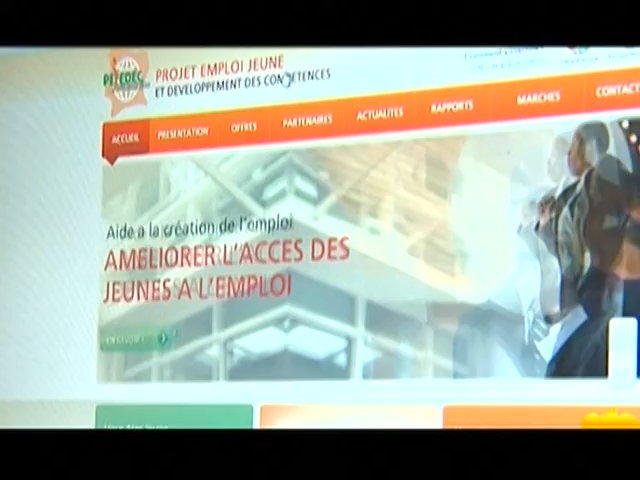 PEJEDEC
PROJET EMPLOI JEUNE
ET DEVELOPPEMENT DES COMPETENCES
ACCUEIL PRESENTATION OFFRES PARTENAIRES ACTUALITES RAPPORTS MARCHES CONTACT
Aide a la création de l'emploi
AMELIORER L'ACCES DES
JEUNES A L'EMPLOI